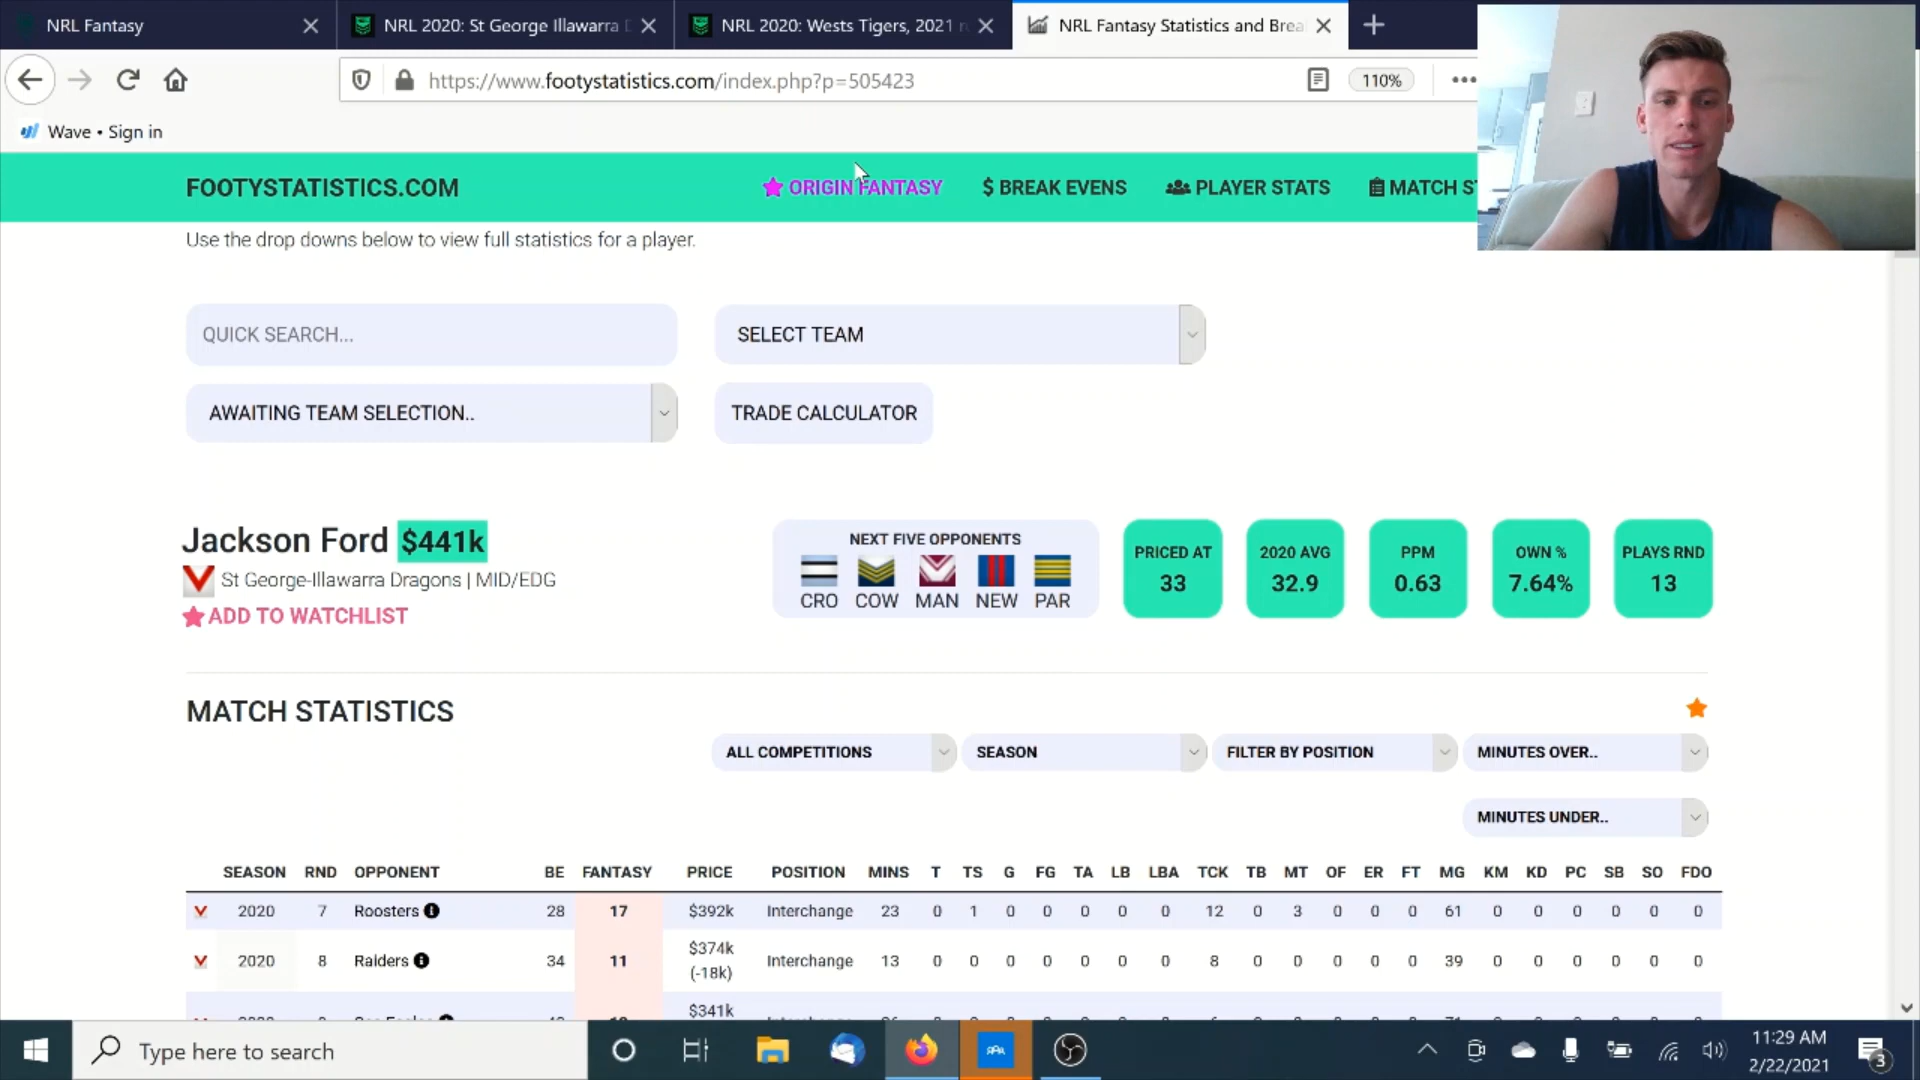 NRL Fantasy
NRL 2020: St George Illawarra D
NRL 2020: Wests Tigers, 2021 r
NRL Fantasy Statistics and Brea
https://www.footystatistics.com/index.php?p=505423
110%
Wave • Sign in
FOOTYSTATISTICS.COM
ORIGIN FANTASY
$ BREAK EVENS
PLAYER STATS
MATCH ST
Use the drop downs below to view full statistics for a player.
QUICK SEARCH...
SELECT TEAM
AWAITING TEAM SELECTION..
TRADE CALCULATOR
Jackson Ford $441k
St George-Illawarra Dragons | MID/EDG
ADD TO WATCHLIST
NEXT FIVE OPPONENTS
CRO COW MAN NEW PAR
PRICED AT
33
2020 AVG
32.9
PPM
0.63
OWN %
7.64%
PLAYS RND
13
MATCH STATISTICS
ALL COMPETITIONS
SEASON
FILTER BY POSITION
MINUTES OVER..
MINUTES UNDER..
SEASON RND OPPONENT BE FANTASY PRICE POSITION MINS T TS G FG TA LB LBA TCK TB MT OF ER FT MG KM KD PC SB SO FDO
2020 7 Roosters 28 17 $392k Interchange 23 0 1 0 0 0 0 0 12 0 3 0 0 0 61 0 0 0 0 0 0
2020 8 Raiders 34 11 $374k (-18k) Interchange 13 0 0 0 0 0 0 0 8 0 0 0 0 0 39 0 0 0 0 0 0
$341k
Type here to search
11:29 AM
2/22/2021
3